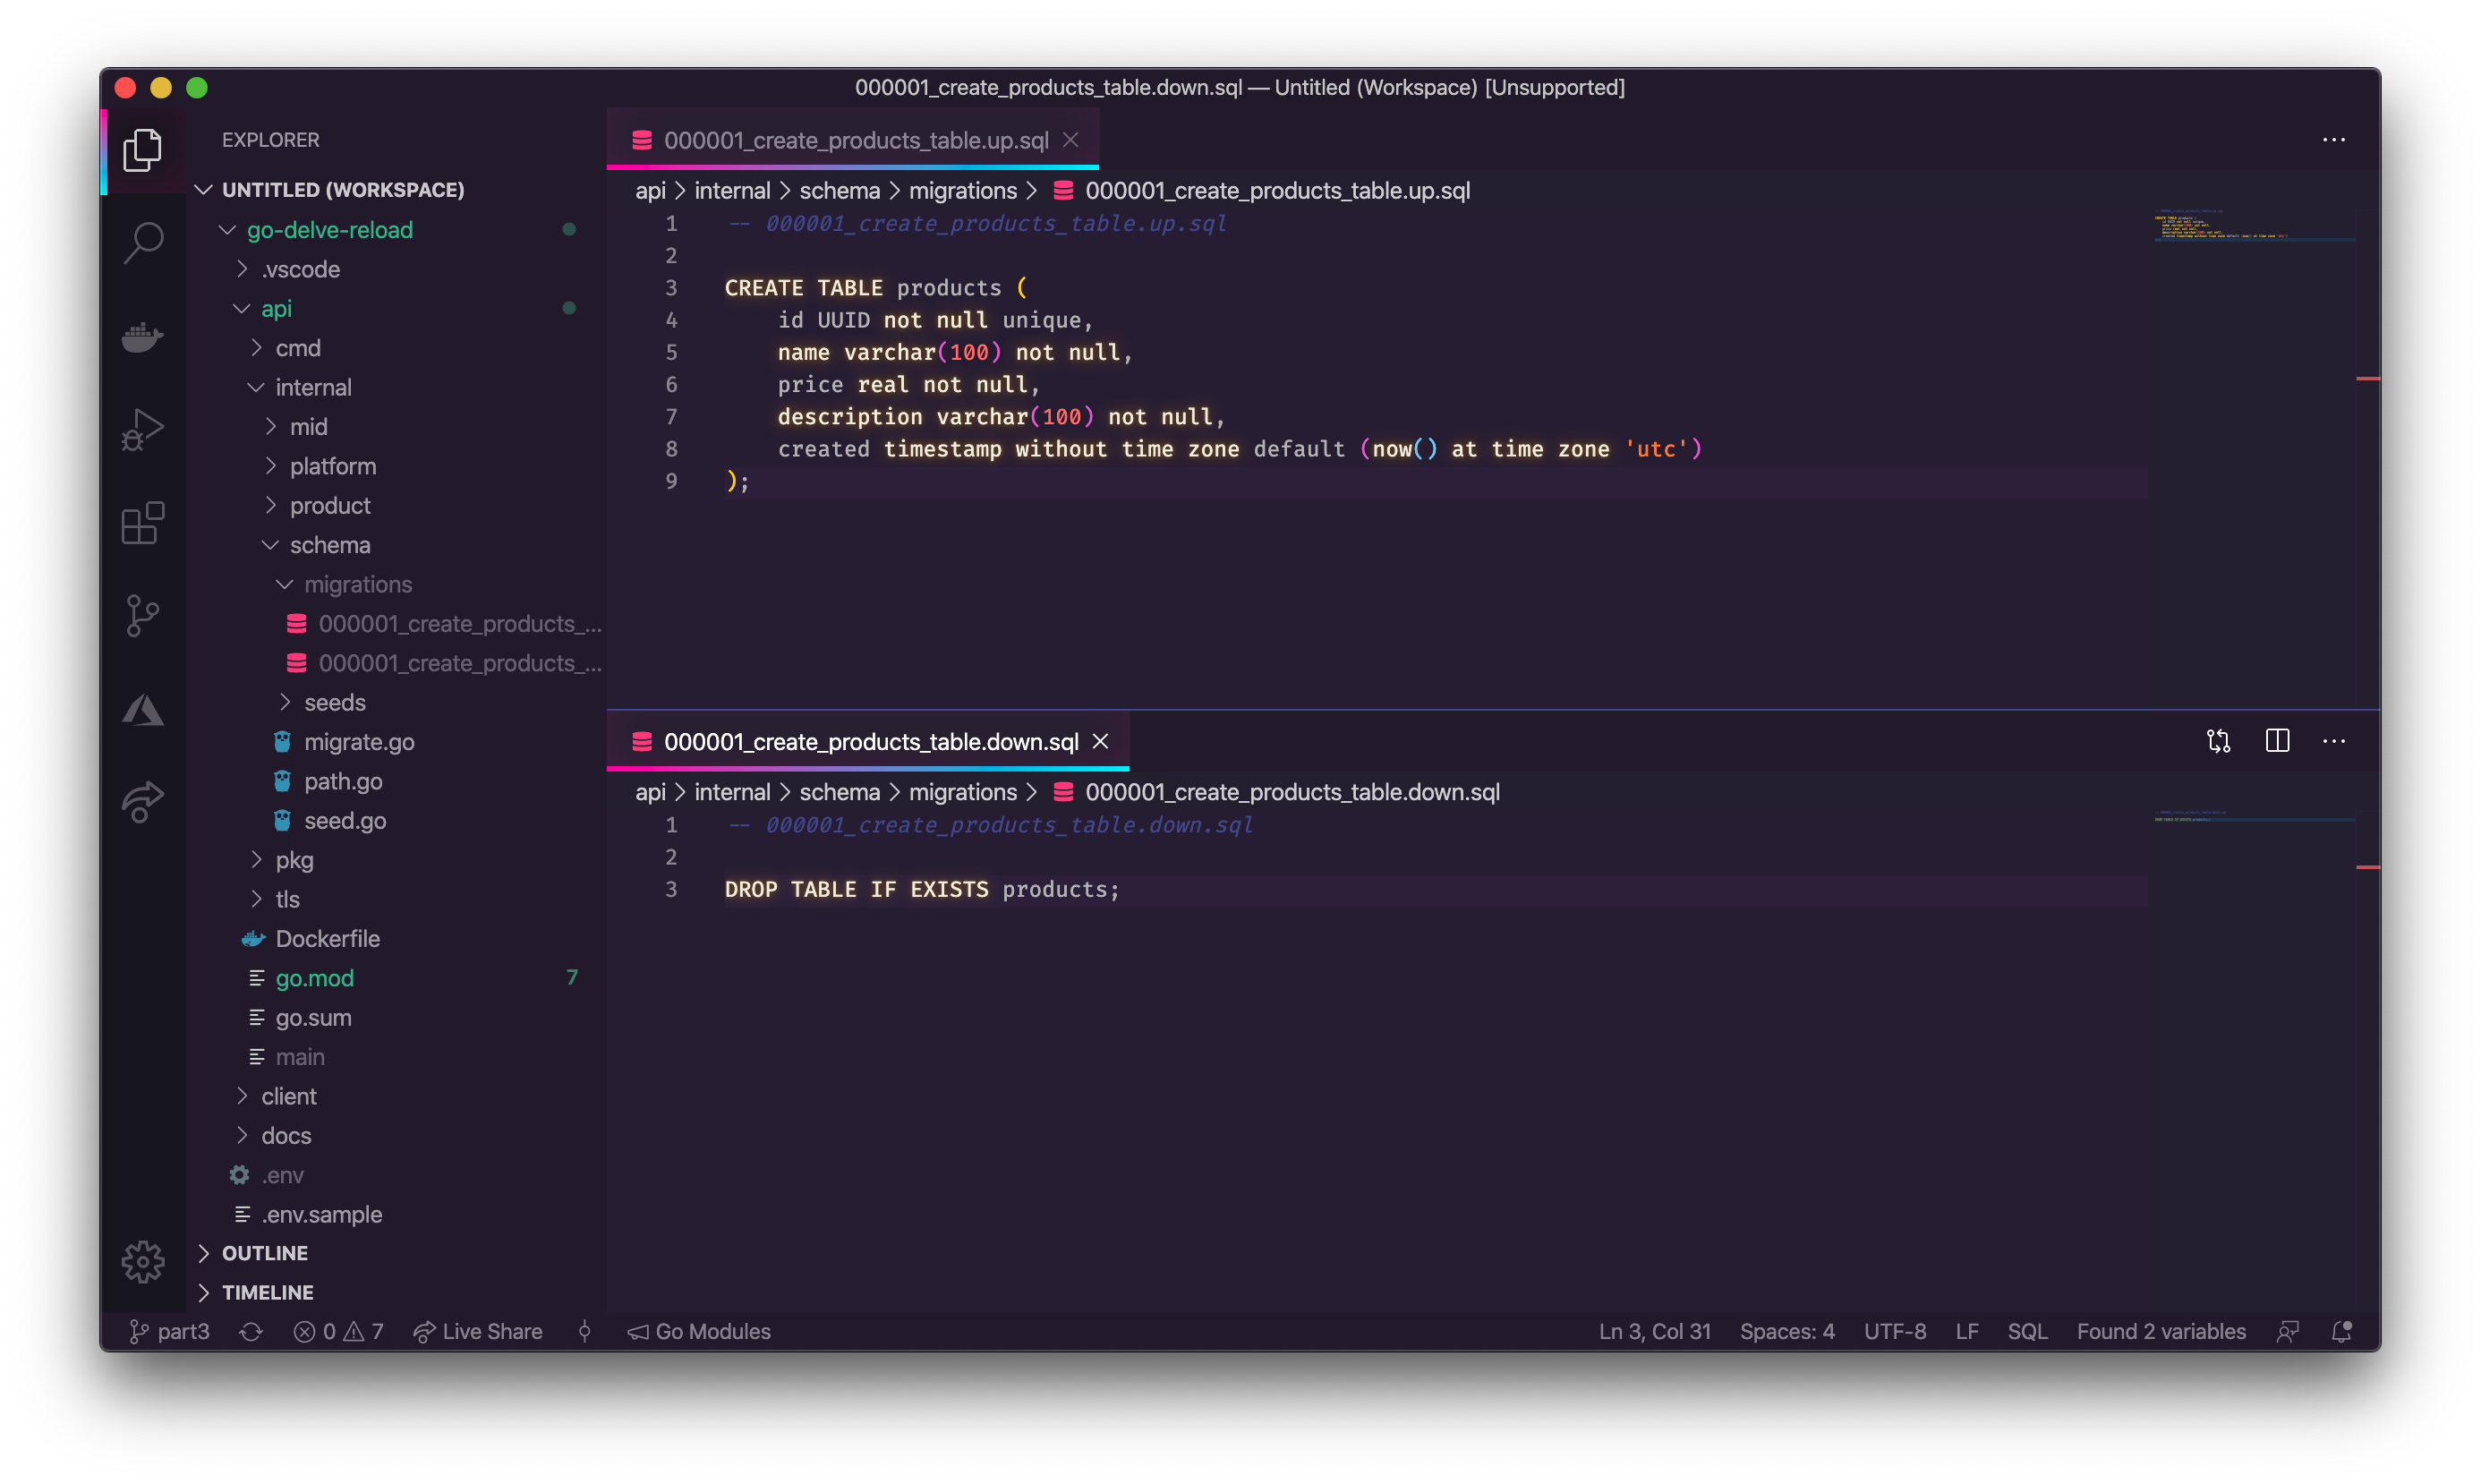 000001_create_products_table.down.sql — Untitled (Workspace) [Unsupported]
EXPLORER
UNTITLED (WORKSPACE)
go-delve-reload
.vscode
api
cmd
internal
mid
platform
product
schema
migrations
000001_create_products_...
000001_create_products_...
seeds
migrate.go
path.go
seed.go
pkg
tls
Dockerfile
go.mod 7
go.sum
main
client
docs
.env
.env.sample
OUTLINE
TIMELINE
000001_create_products_table.up.sql
api > internal > schema > migrations > 000001_create_products_table.up.sql
1 -- 000001_create_products_table.up.sql
2
3 CREATE TABLE products (
4 id UUID not null unique,
5 name varchar(100) not null,
6 price real not null,
7 description varchar(100) not null,
8 created timestamp without time zone default (now() at time zone 'utc')
9 );
000001_create_products_table.down.sql
api > internal > schema > migrations > 000001_create_products_table.down.sql
1 -- 000001_create_products_table.down.sql
2
3 DROP TABLE IF EXISTS products;
part3 0 7 Live Share Go Modules Ln 3, Col 31 Spaces: 4 UTF-8 LF SQL Found 2 variables